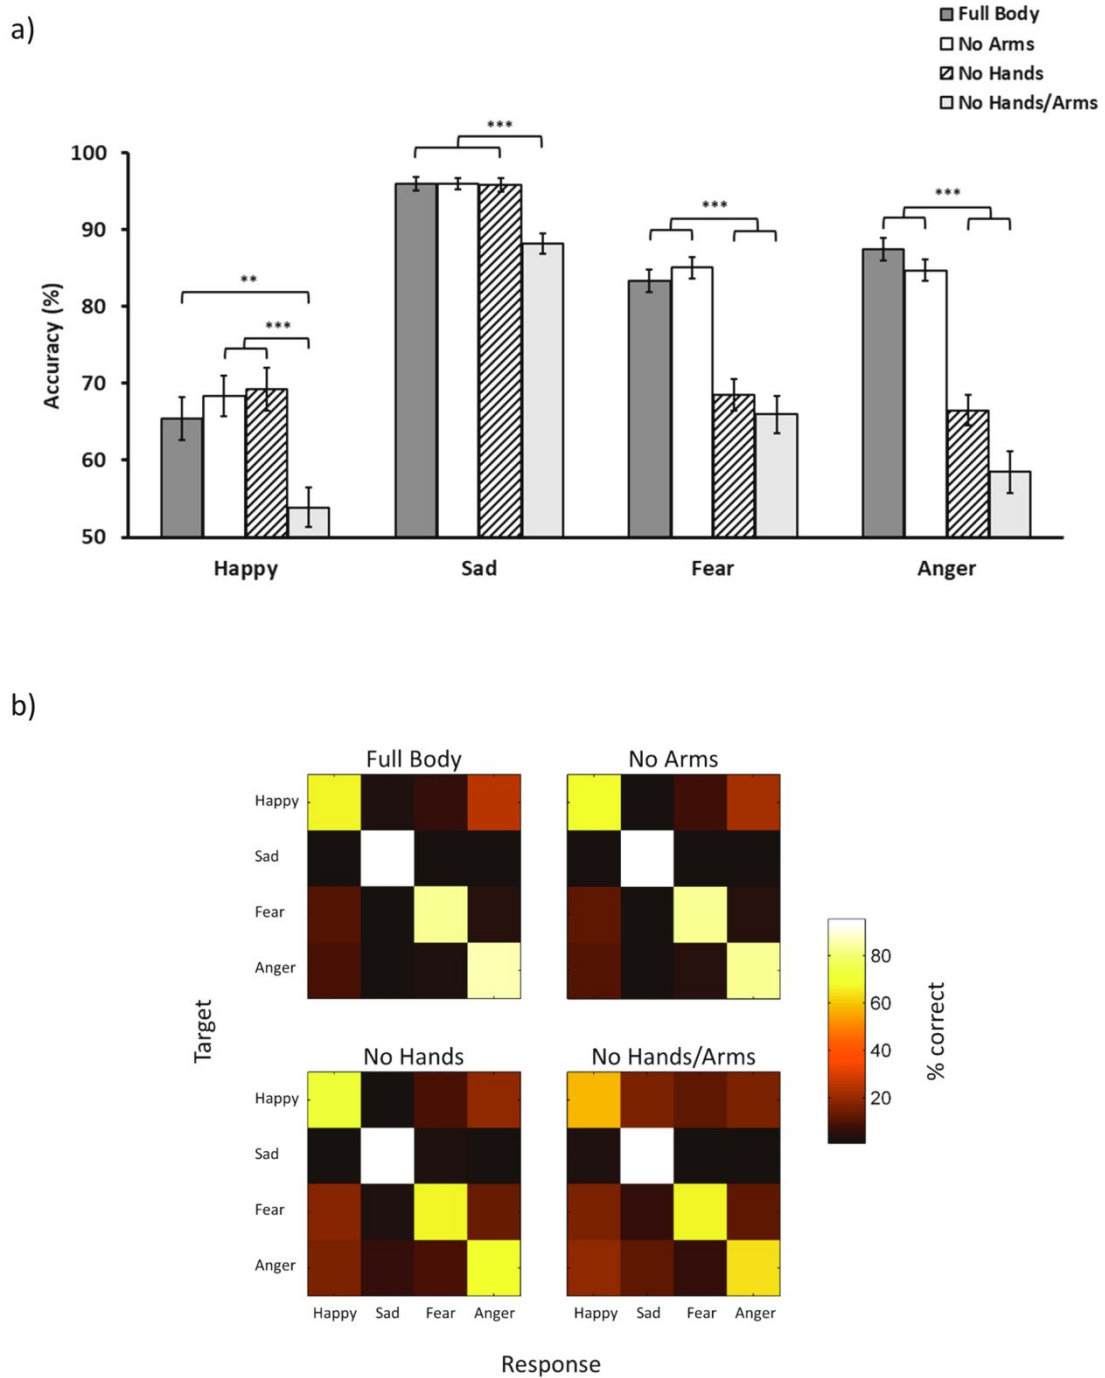 a)
Full Body
No Arms
No Hands
No Hands/Arms
***
***
***
**
***
100
90
80
70
60
50
Accuracy (%)
Happy Sad Fear Anger
b)
Full Body No Arms
Happy
Sad
Fear
Anger
80
60
40
20
% correct
Target
No Hands No Hands/Arms
Happy
Sad
Fear
Anger
Happy Sad Fear Anger Happy Sad Fear Anger
Response